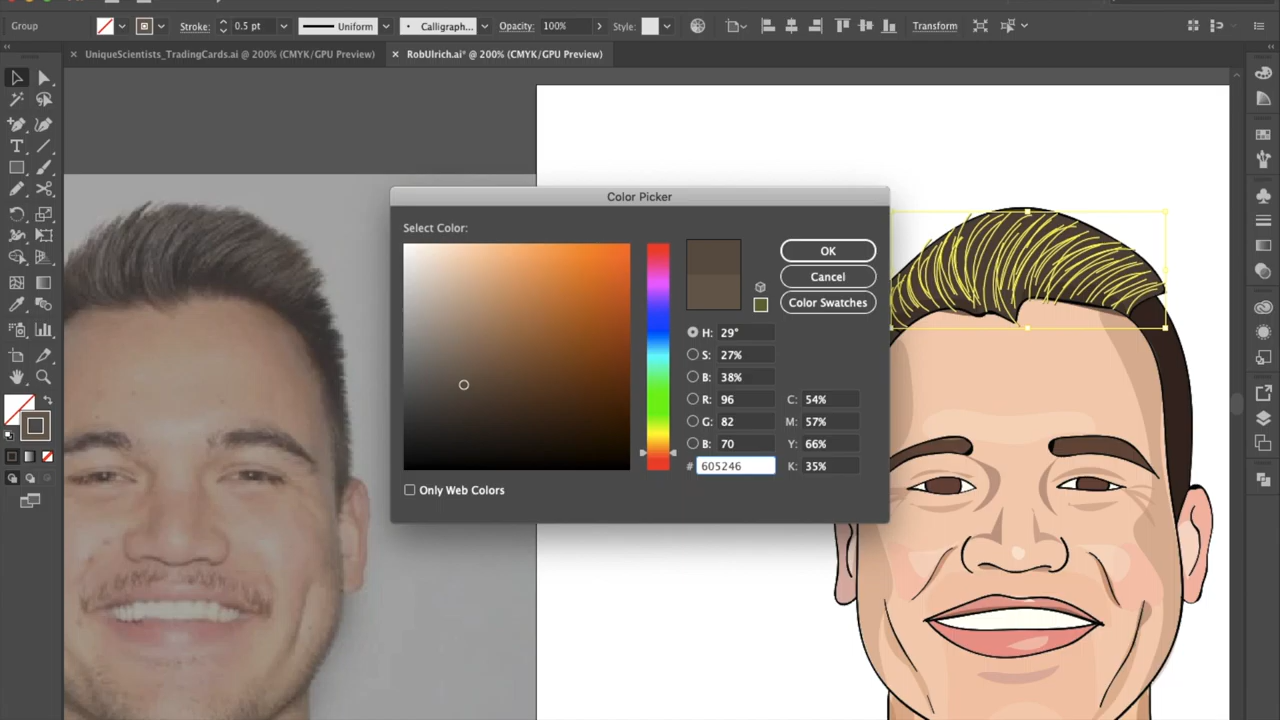 Group
Stroke:
0.5 pt
Uniform
Calligraph...
Opacity:
100%
Style:
Transform
UniqueScientists_TradingCards.ai @ 200% (CMYK/GPU Preview)
RobUlrich.ai* @ 200% (CMYK/GPU Preview)
Color Picker
Select Color:
OK
Cancel
Color Swatches
H: 29°
S: 27%
B: 38%
R: 96
C: 54%
G: 82
M: 57%
B: 70
Y: 66%
# 605246
K: 35%
Only Web Colors